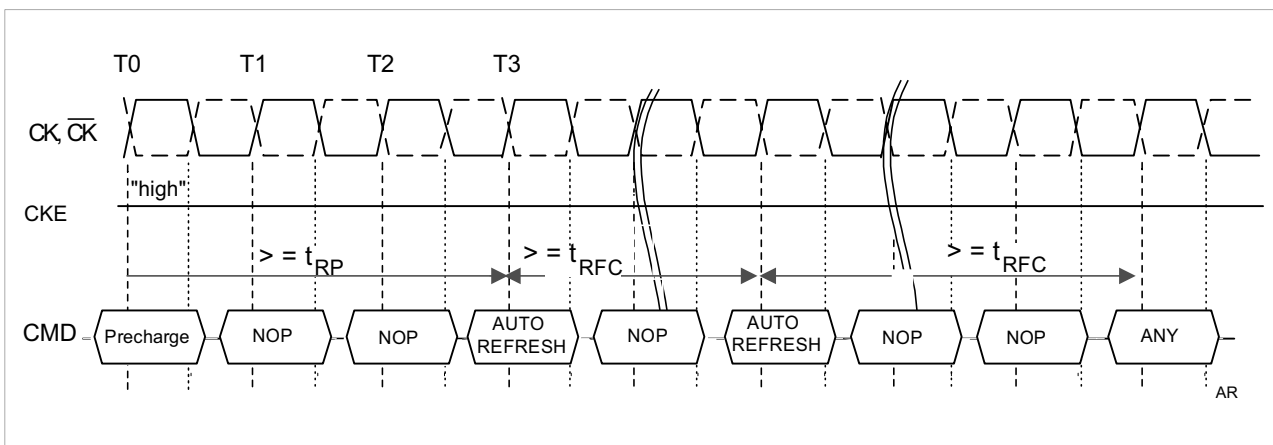 T0 T1 T2 T3
CK, CK
"high"
CKE
> = tRP > = tRFC > = tRFC
CMD Precharge NOP NOP AUTO REFRESH NOP AUTO REFRESH NOP NOP ANY
AR